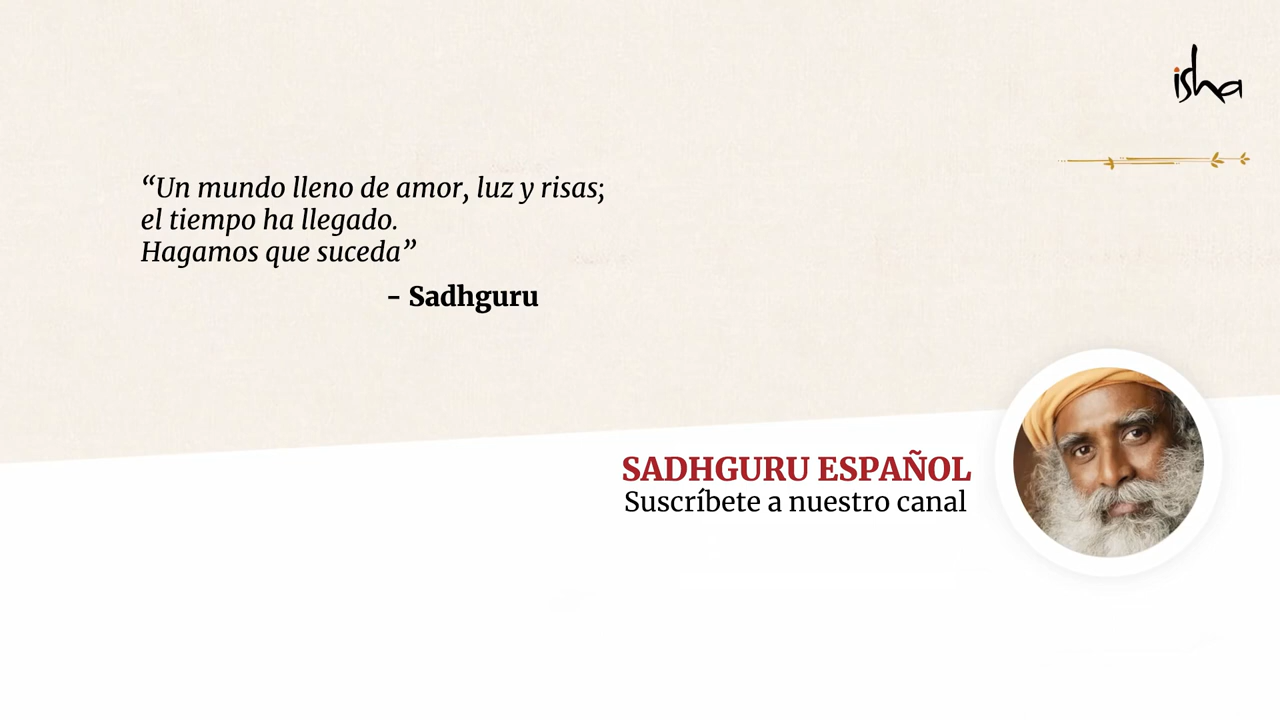 isha
“Un mundo lleno de amor, luz y risas;
el tiempo ha llegado.
Hagamos que suceda”
- Sadhguru
SADHGURU ESPAÑOL
Suscríbete a nuestro canal